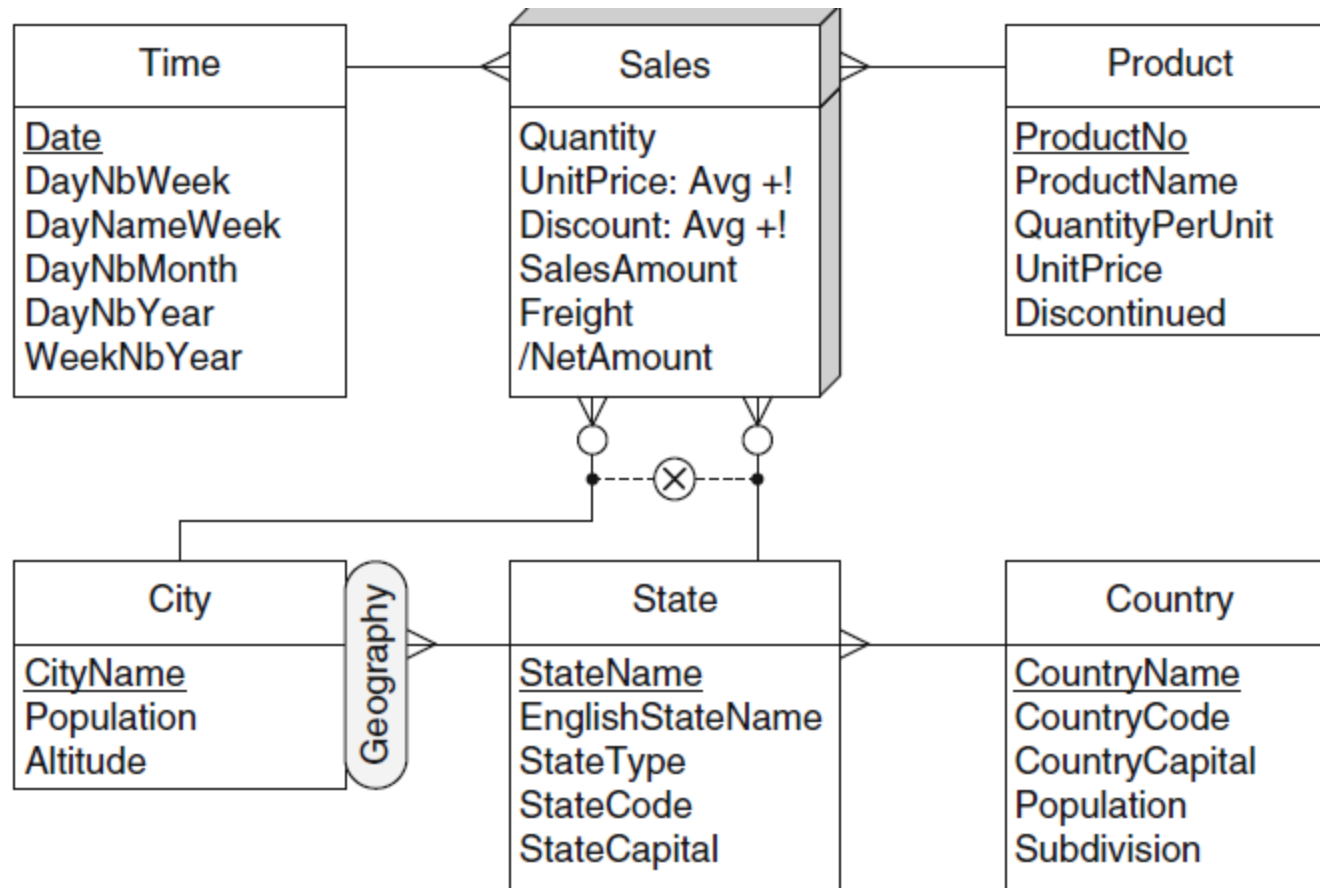 Time
Date
DayNbWeek
DayNameWeek
DayNbMonth
DayNbYear
WeekNbYear
Sales
Quantity
UnitPrice: Avg +!
Discount: Avg +!
SalesAmount
Freight
/NetAmount
Product
ProductNo
ProductName
QuantityPerUnit
UnitPrice
Discontinued
City
CityName
Population
Altitude
Geography
State
StateName
EnglishStateName
StateType
StateCode
StateCapital
Country
CountryName
CountryCode
CountryCapital
Population
Subdivision